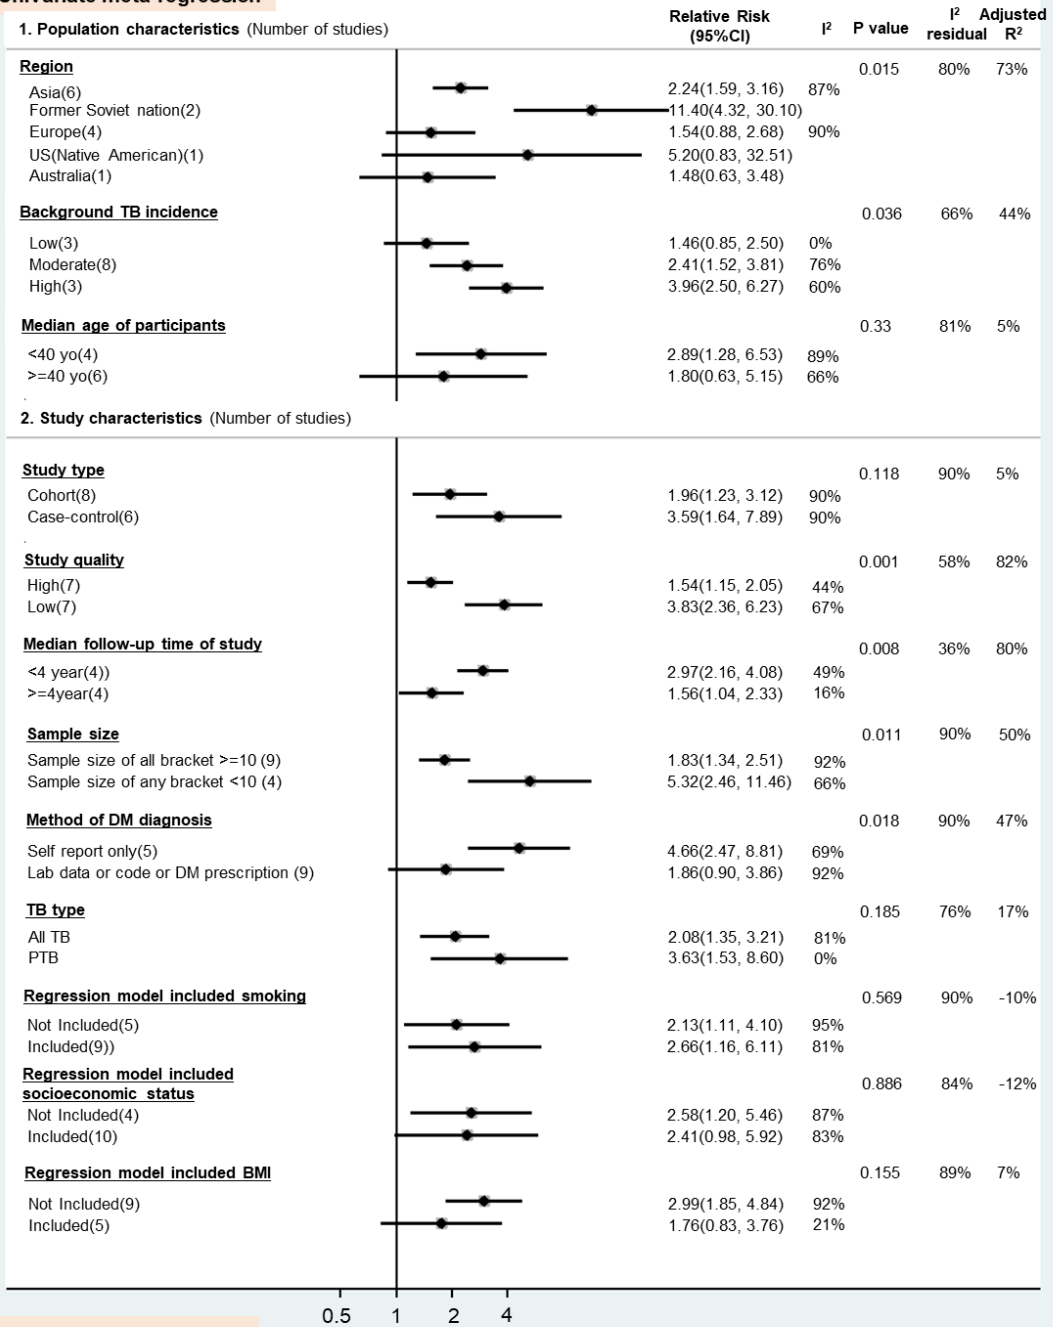 Univariate meta-regression
1. Population characteristics (Number of studies) Relative Risk (95%CI) I² P value I² residual Adjusted R²
Region 0.015 80% 73%
Asia(6) 2.24(1.59, 3.16) 87%
Former Soviet nation(2) 11.40(4.32, 30.10)
Europe(4) 1.54(0.88, 2.68) 90%
US(Native American)(1) 5.20(0.83, 32.51)
Australia(1) 1.48(0.63, 3.48)
Background TB incidence 0.036 66% 44%
Low(3) 1.46(0.85, 2.50) 0%
Moderate(8) 2.41(1.52, 3.81) 76%
High(3) 3.96(2.50, 6.27) 60%
Median age of participants 0.33 81% 5%
<40 yo(4) 2.89(1.28, 6.53) 89%
>=40 yo(6) 1.80(0.63, 5.15) 66%
.
2. Study characteristics (Number of studies)
Study type 0.118 90% 5%
Cohort(8) 1.96(1.23, 3.12) 90%
Case-control(6) 3.59(1.64, 7.89) 90%
.
Study quality 0.001 58% 82%
High(7) 1.54(1.15, 2.05) 44%
Low(7) 3.83(2.36, 6.23) 67%
Median follow-up time of study 0.008 36% 80%
<4 year(4)) 2.97(2.16, 4.08) 49%
>=4year(4) 1.56(1.04, 2.33) 16%
Sample size 0.011 90% 50%
Sample size of all bracket >=10 (9) 1.83(1.34, 2.51) 92%
Sample size of any bracket <10 (4) 5.32(2.46, 11.46) 66%
Method of DM diagnosis 0.018 90% 47%
Self report only(5) 4.66(2.47, 8.81) 69%
Lab data or code or DM prescription (9) 1.86(0.90, 3.86) 92%
TB type 0.185 76% 17%
All TB 2.08(1.35, 3.21) 81%
PTB 3.63(1.53, 8.60) 0%
Regression model included smoking 0.569 90% -10%
Not Included(5) 2.13(1.11, 4.10) 95%
Included(9)) 2.66(1.16, 6.11) 81%
Regression model included
socioeconomic status 0.886 84% -12%
Not Included(4) 2.58(1.20, 5.46) 87%
Included(10) 2.41(0.98, 5.92) 83%
Regression model included BMI 0.155 89% 7%
Not Included(9) 2.99(1.85, 4.84) 92%
Included(5) 1.76(0.83, 3.76) 21%
0.5 1 2 4